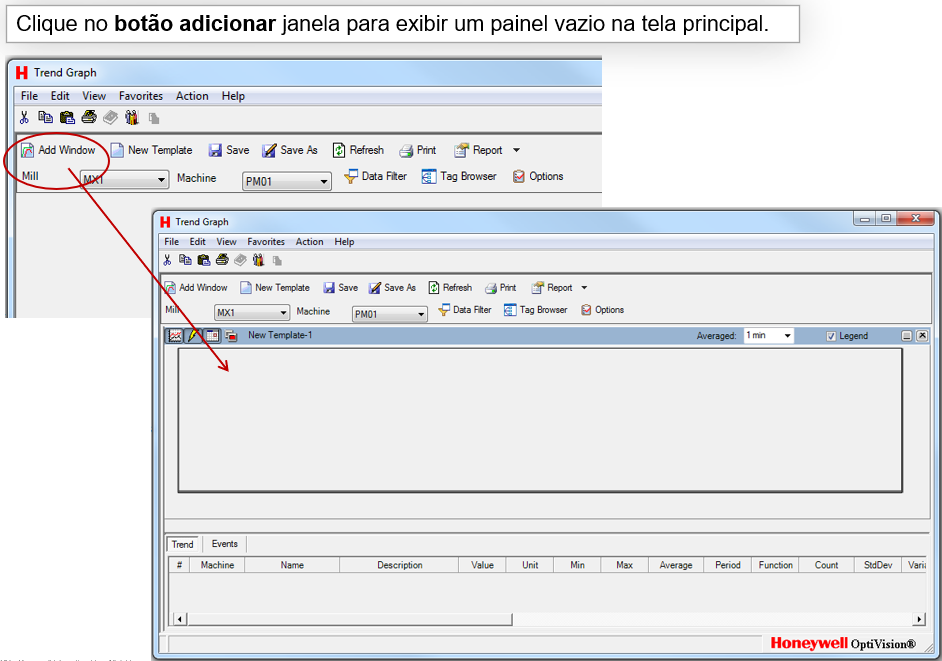 Clique no botão adicionar janela para exibir um painel vazio na tela principal.
H Trend Graph
File Edit View Favorites Action Help
Add Window New Template Save Save As Refresh Print Report
Mill MX1 Machine PM01 Data Filter Tag Browser Options
H Trend Graph
File Edit View Favorites Action Help
Add Window New Template Save Save As Refresh Print Report
Mill MX1 Machine PM01 Data Filter Tag Browser Options
New Template-1 Averaged: 1 min Legend
Trend Events
# Machine Name Description Value Unit Min Max Average Period Function Count StdDev Varia
Honeywell OptiVision®